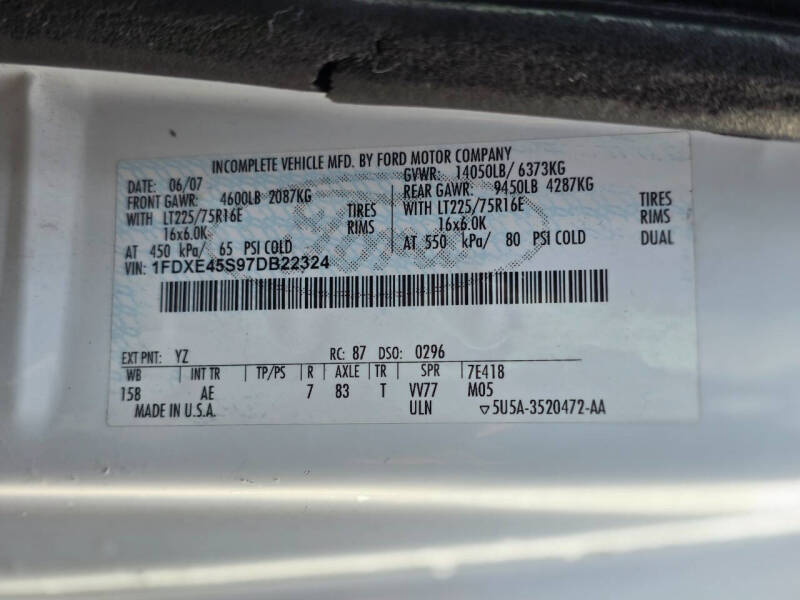 INCOMPLETE VEHICLE MFD. BY FORD MOTOR COMPANY
DATE: 06/07 GVWR: 14050LB/ 6373KG
FRONT GAWR: 4600LB 2087KG REAR GAWR: 9450LB 4287KG
WITH LT225/75R16E TIRES WITH LT225/75R16E TIRES
16x6.0K RIMS 16x6.0K RIMS
AT 450 kPa/ 65 PSI COLD AT 550 kPa/ 80 PSI COLD DUAL
VIN: 1FDXE45S97DB22324
Ford
EXT PNT: YZ RC: 87 DSO: 0296
WB INT TR TP/PS R AXLE TR SPR 7E418
158 AE 7 83 T VV77 M05
MADE IN U.S.A. ULN ▽5U5A-3520472-AA